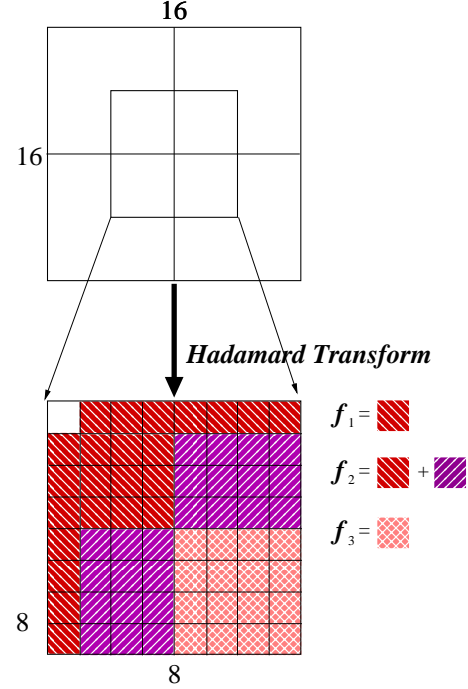 16
16
Hadamard Transform
f1 =
f2 = +
f3 =
8
8